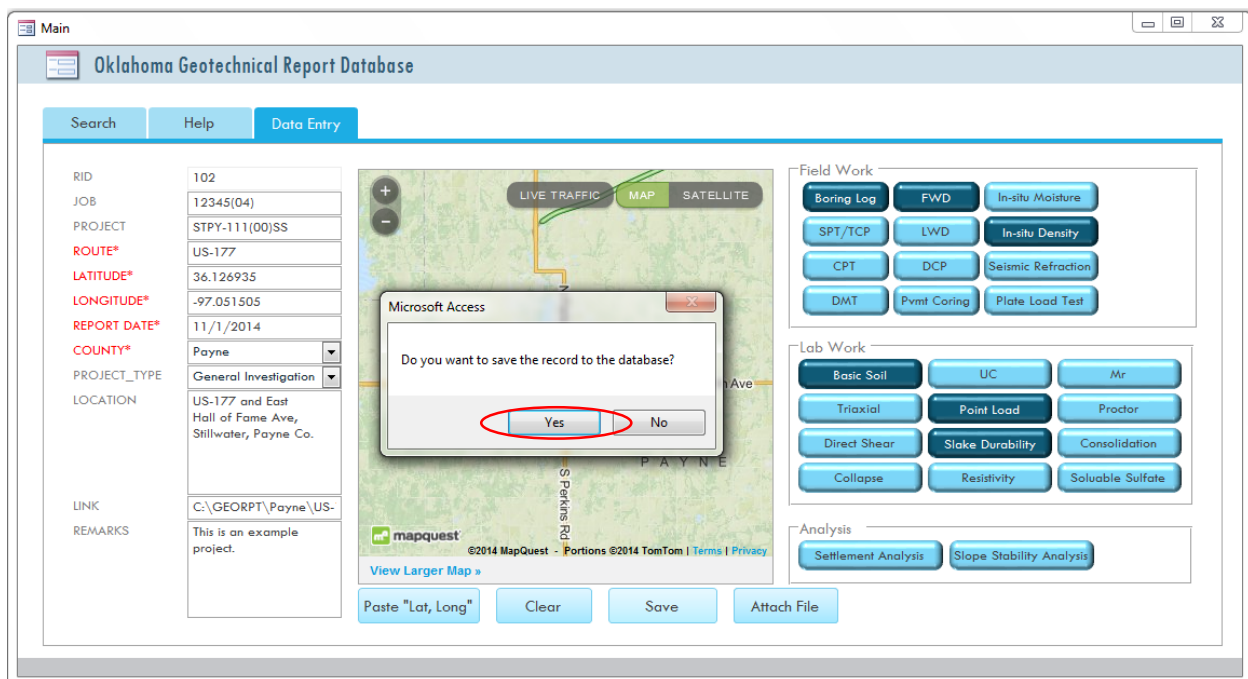 Main
Oklahoma Geotechnical Report Database
Search
Help
Data Entry
RID
102
JOB
12345(04)
PROJECT
STPY-111(00)SS
ROUTE*
US-177
LATITUDE*
36.126935
LONGITUDE*
-97.051505
REPORT DATE*
11/1/2014
COUNTY*
Payne
PROJECT_TYPE
General Investigation
LOCATION
US-177 and East
Hall of Fame Ave,
Stillwater, Payne Co.
LINK
C:\GEORPT\Payne\US-
REMARKS
This is an example
project.
+
−
LIVE TRAFFIC
MAP
SATELLITE
N
Microsoft Access
Do you want to save the record to the database?
Yes
No
Ave
PAYNE
S Perkins Rd
mapquest
©2014 MapQuest - Portions ©2014 TomTom | Terms | Privacy
View Larger Map »
Paste "Lat, Long"
Clear
Save
Attach File
Field Work
Boring Log
FWD
In-situ Moisture
SPT/TCP
LWD
In-situ Density
CPT
DCP
Seismic Refraction
DMT
Pvmt Coring
Plate Load Test
Lab Work
Basic Soil
UC
Mr
Triaxial
Point Load
Proctor
Direct Shear
Slake Durability
Consolidation
Collapse
Resistivity
Soluable Sulfate
Analysis
Settlement Analysis
Slope Stability Analysis